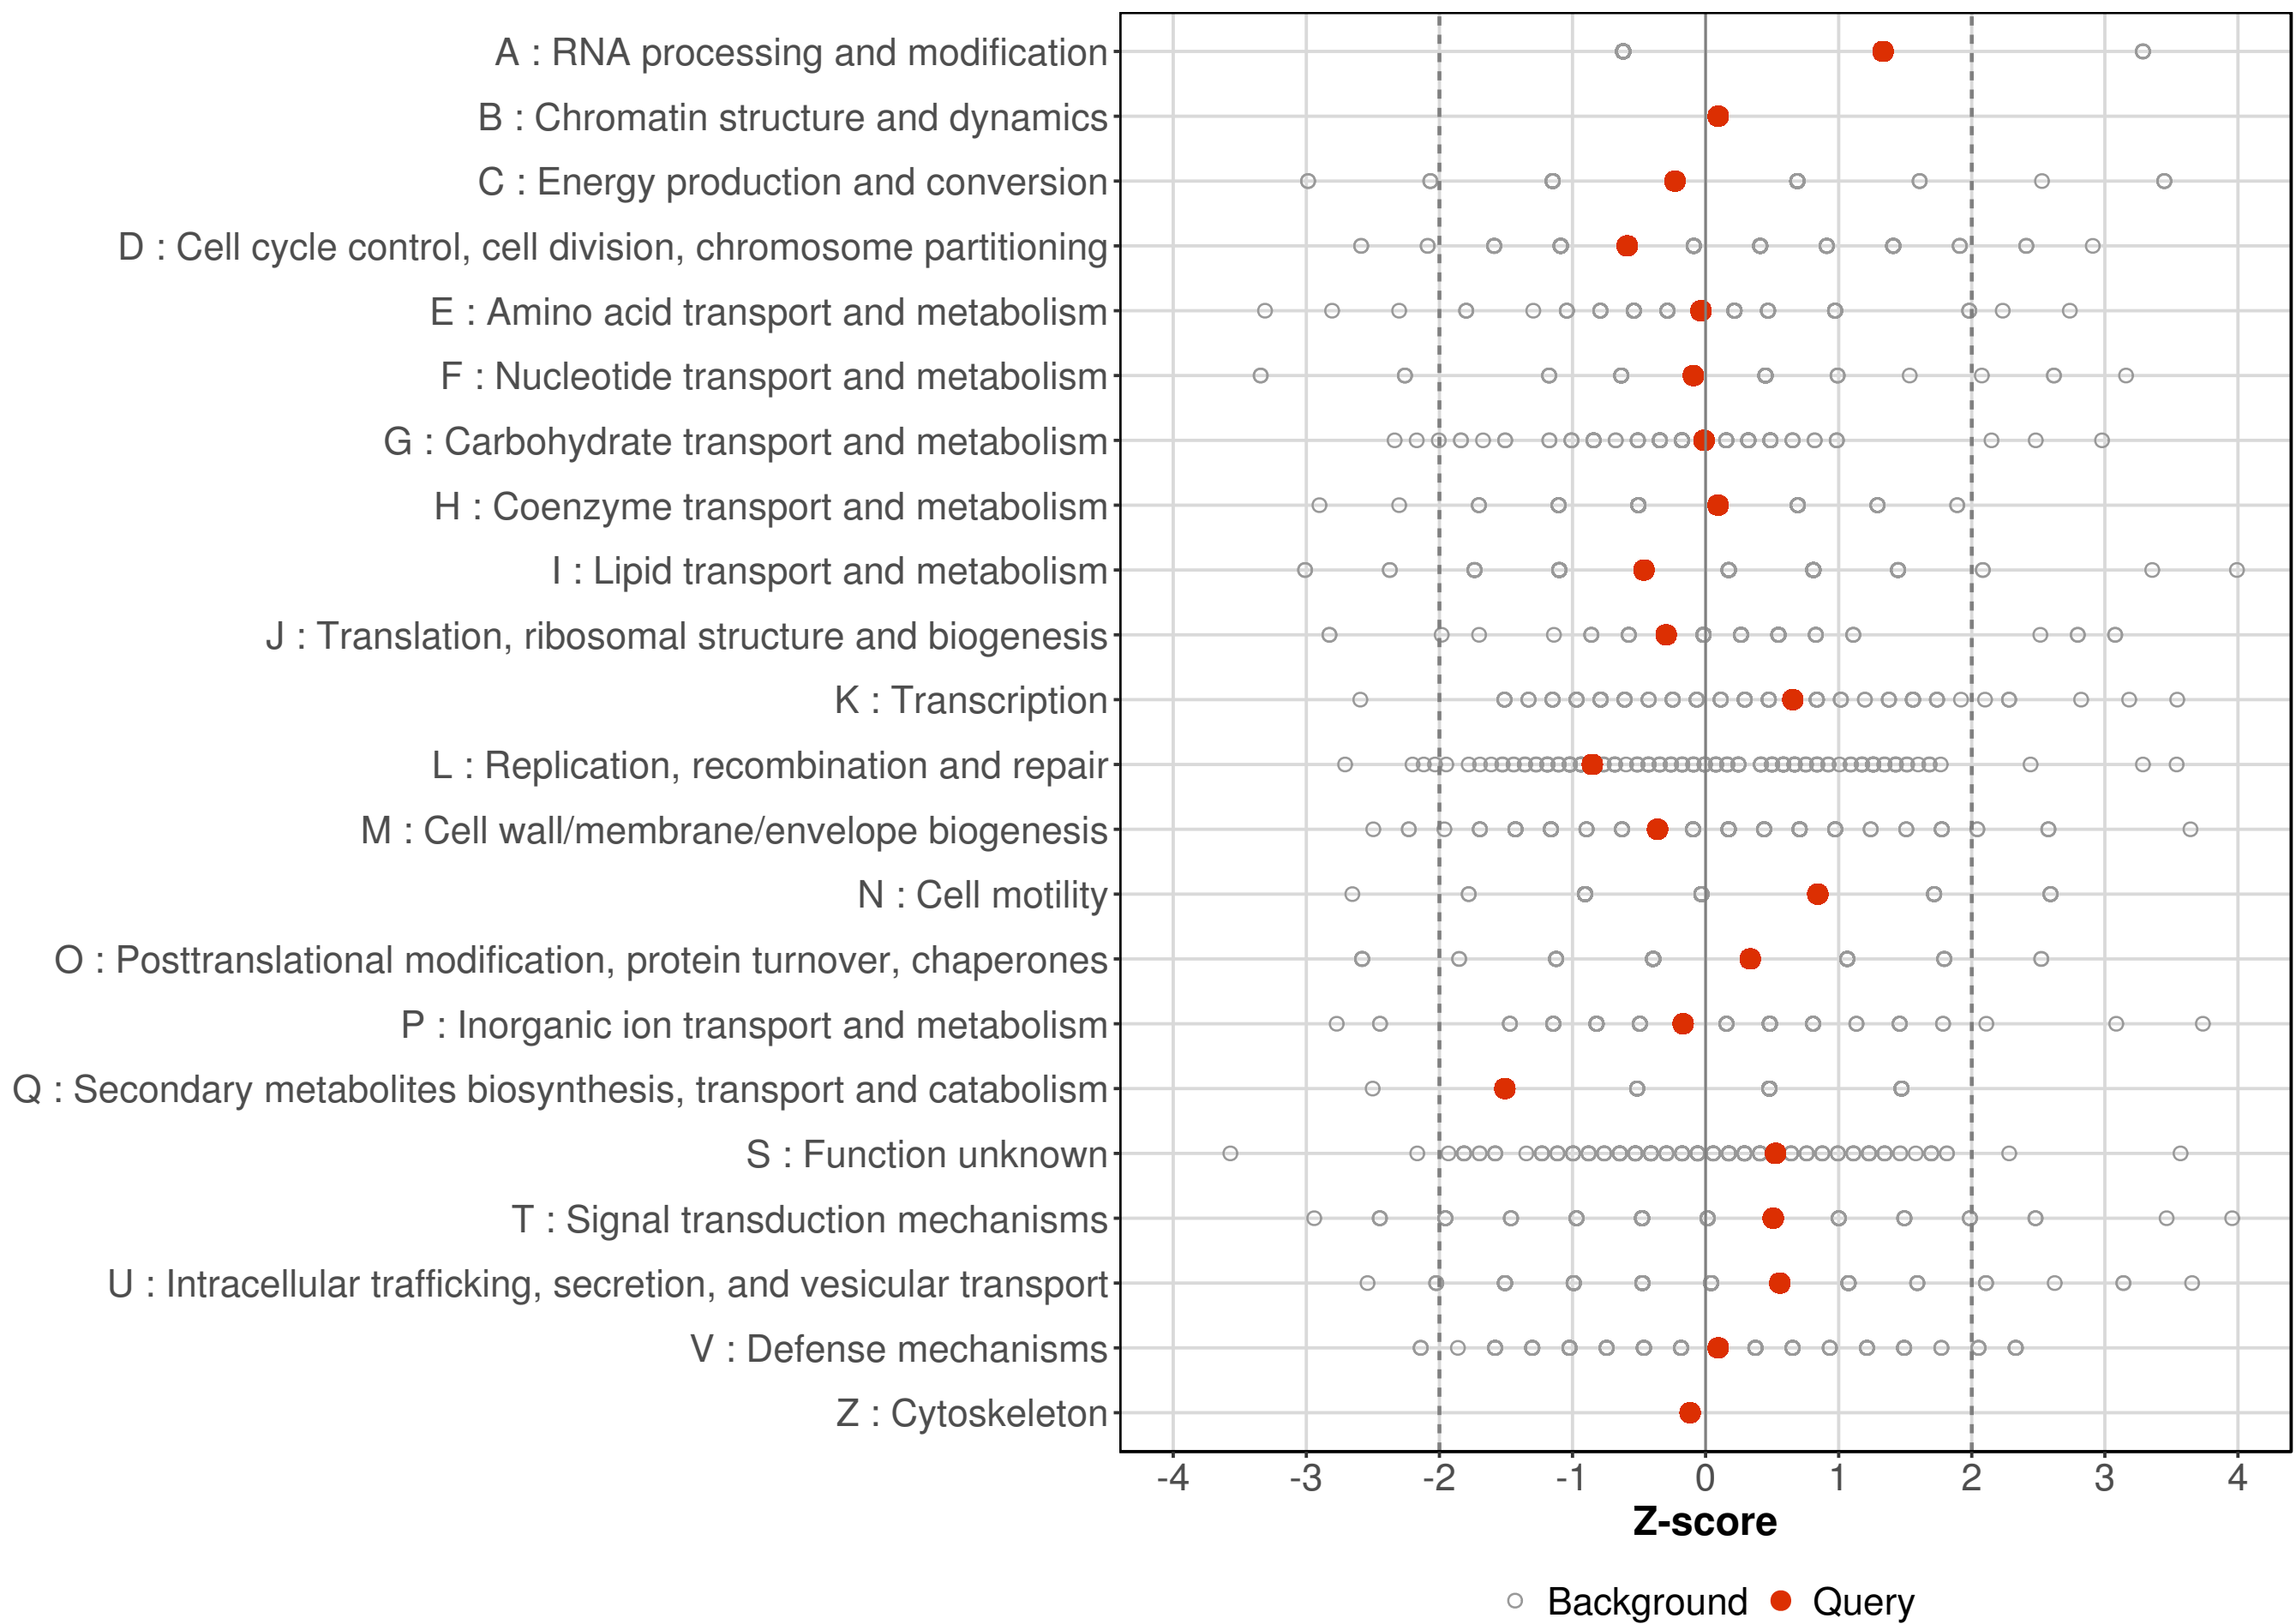 A : RNA processing and modification
B : Chromatin structure and dynamics
C : Energy production and conversion
D : Cell cycle control, cell division, chromosome partitioning
E : Amino acid transport and metabolism
F : Nucleotide transport and metabolism
G : Carbohydrate transport and metabolism
H : Coenzyme transport and metabolism
I : Lipid transport and metabolism
J : Translation, ribosomal structure and biogenesis
K : Transcription
L : Replication, recombination and repair
M : Cell wall/membrane/envelope biogenesis
N : Cell motility
O : Posttranslational modification, protein turnover, chaperones
P : Inorganic ion transport and metabolism
Q : Secondary metabolites biosynthesis, transport and catabolism
S : Function unknown
T : Signal transduction mechanisms
U : Intracellular trafficking, secretion, and vesicular transport
V : Defense mechanisms
Z : Cytoskeleton
-4 -3 -2 -1 0 1 2 3 4
Z-score
Background Query